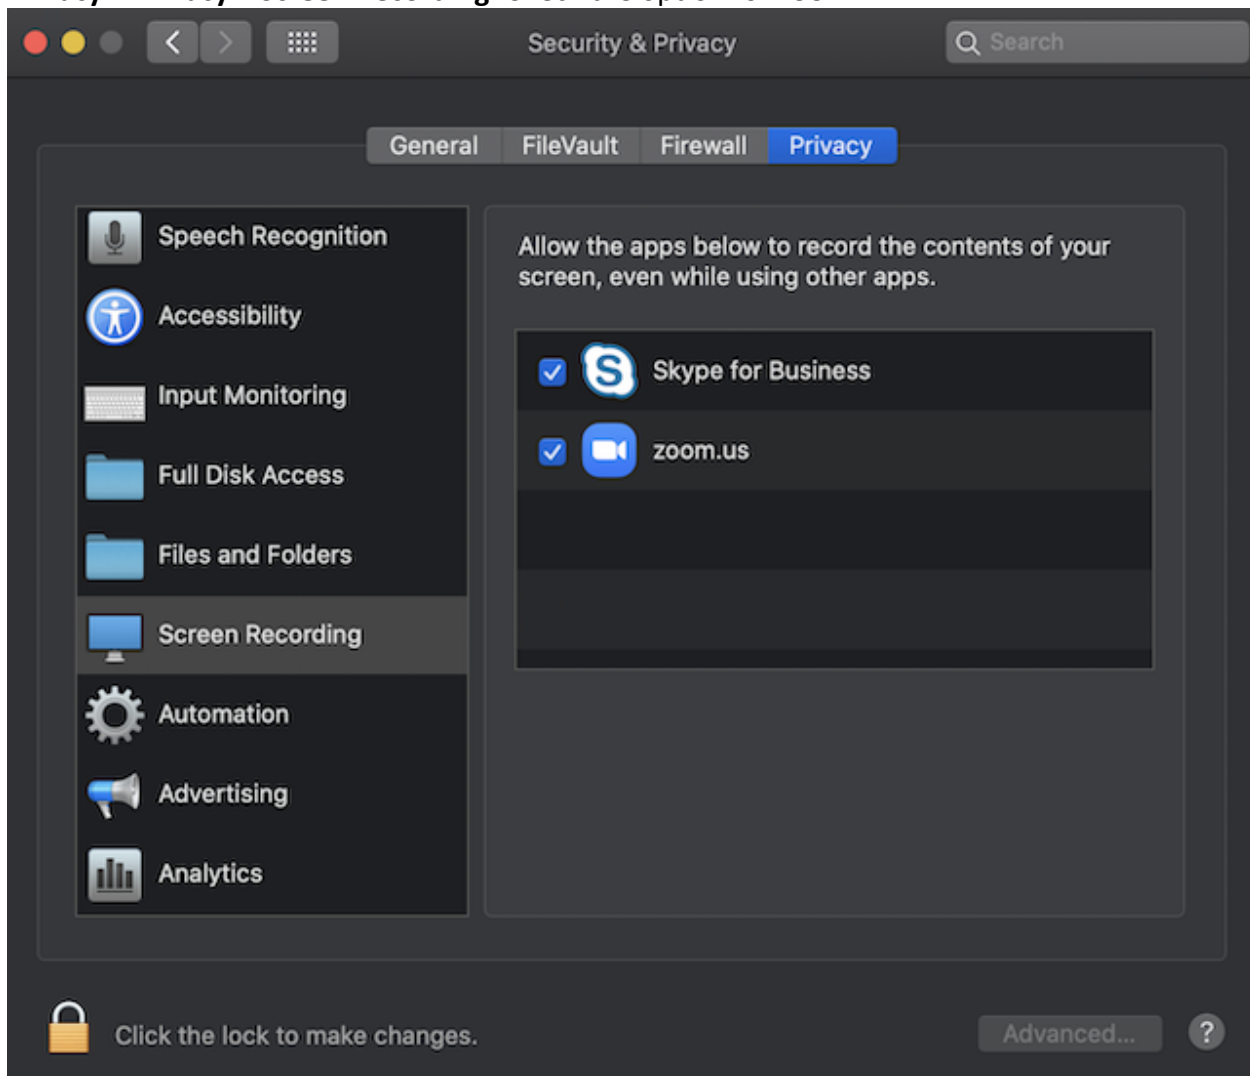 Security & Privacy
Search
General FileVault Firewall Privacy
Speech Recognition
Accessibility
Input Monitoring
Full Disk Access
Files and Folders
Screen Recording
Automation
Advertising
Analytics
Allow the apps below to record the contents of your
screen, even while using other apps.
Skype for Business
zoom.us
Click the lock to make changes.
Advanced...
?